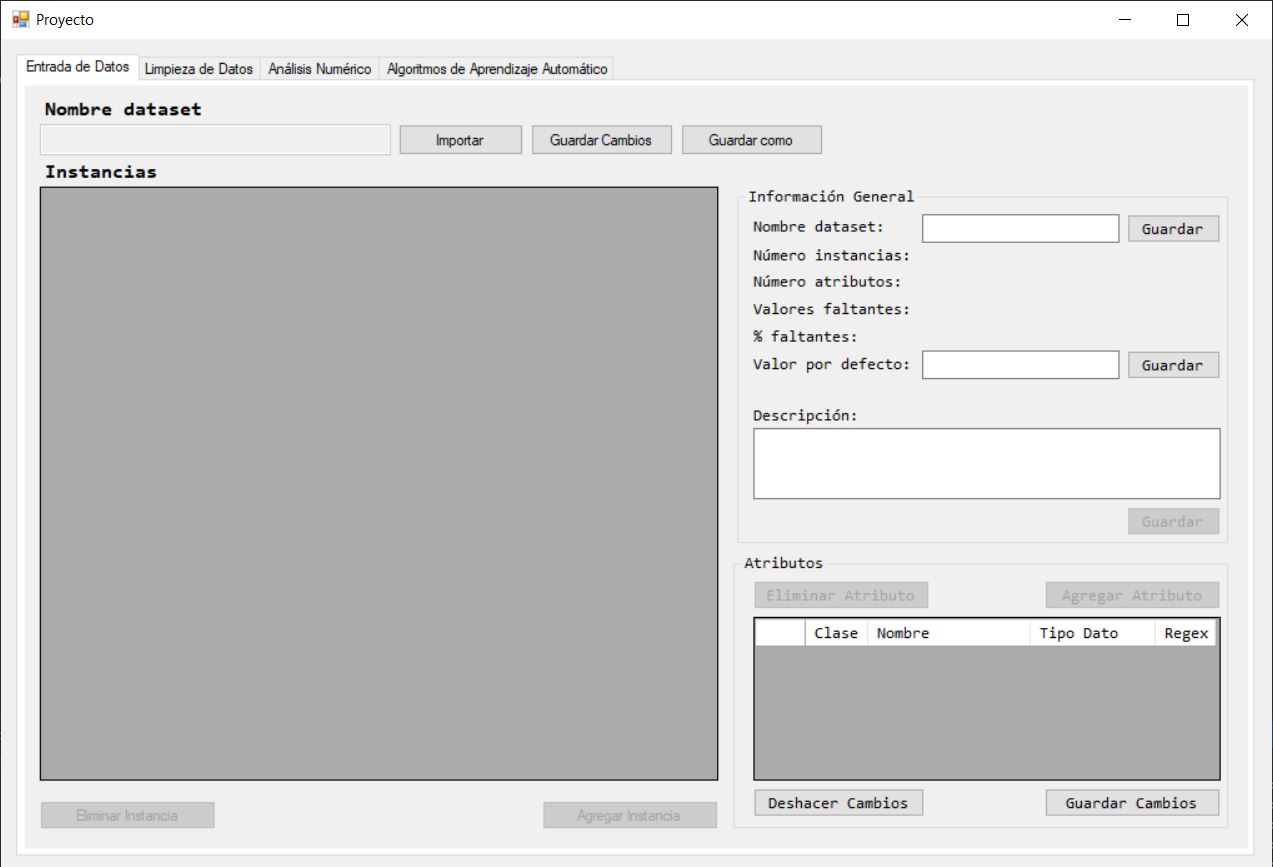 Proyecto
Entrada de Datos Limpieza de Datos Análisis Numérico Algoritmos de Aprendizaje Automático
Nombre dataset
Importar Guardar Cambios Guardar como
Instancias
Información General
Nombre dataset: Guardar
Número instancias:
Número atributos:
Valores faltantes:
% faltantes:
Valor por defecto: Guardar
Descripción:
Guardar
Atributos
Eliminar Atributo Agregar Atributo
Clase Nombre Tipo Dato Regex
Deshacer Cambios Guardar Cambios
Eliminar Instancia Agregar Instancia